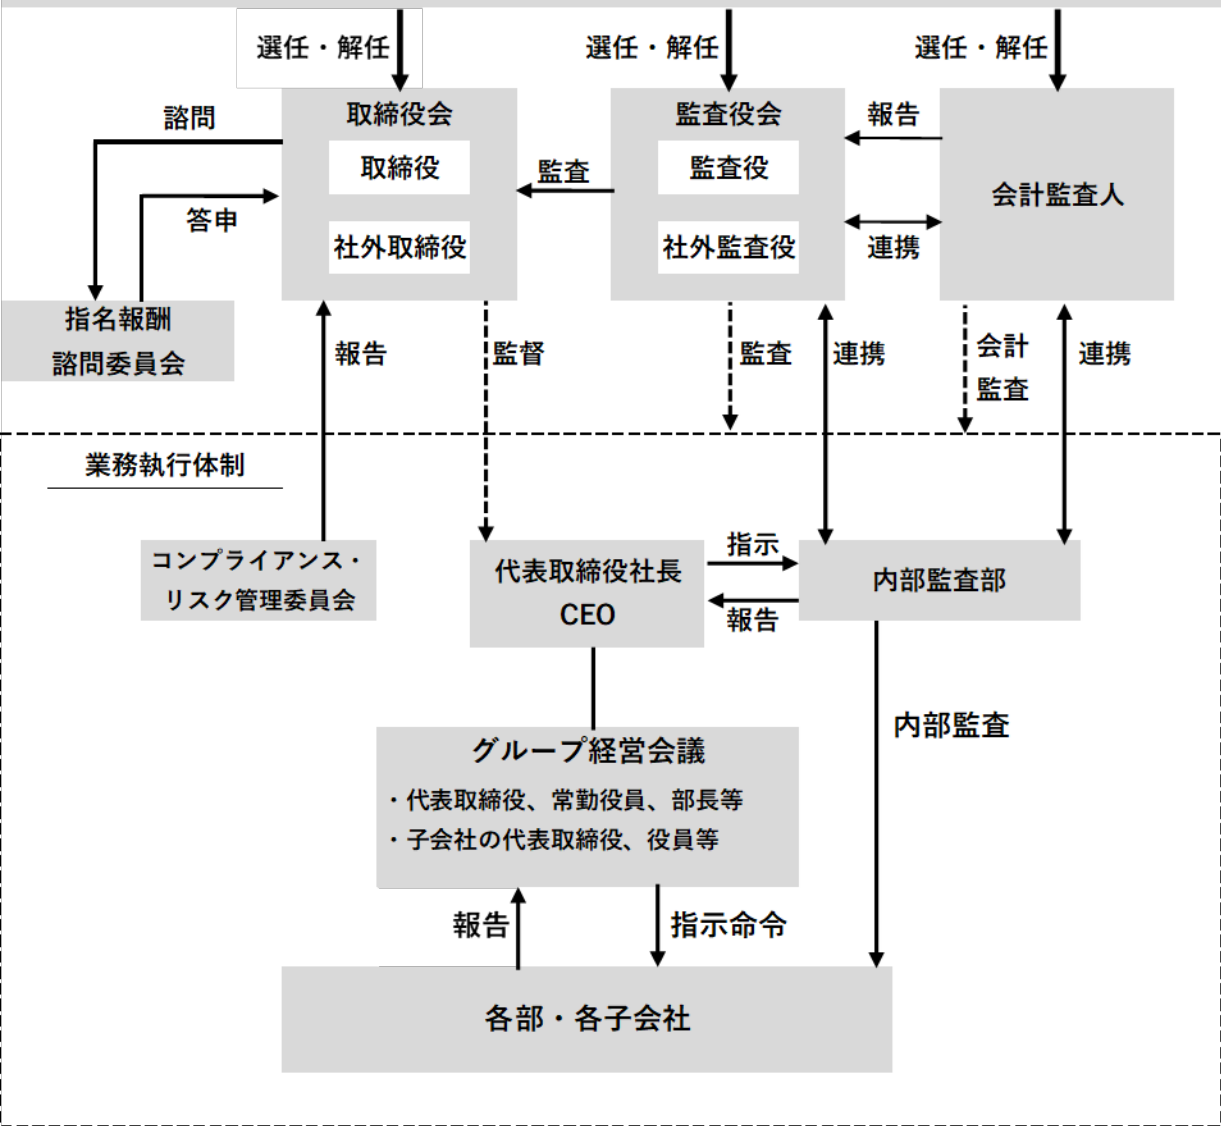 選任・解任
選任・解任
選任・解任
諮問
答申
取締役会
取締役
社外取締役
監査
監査役会
監査役
社外監査役
報告
連携
会計監査人
指名報酬
諮問委員会
報告
監督
監査
連携
会計
監査
連携
業務執行体制
コンプライアンス・
リスク管理委員会
代表取締役社長
CEO
指示
報告
内部監査部
内部監査
グループ経営会議
・代表取締役、常勤役員、部長等
・子会社の代表取締役、役員等
報告
指示命令
各部・各子会社